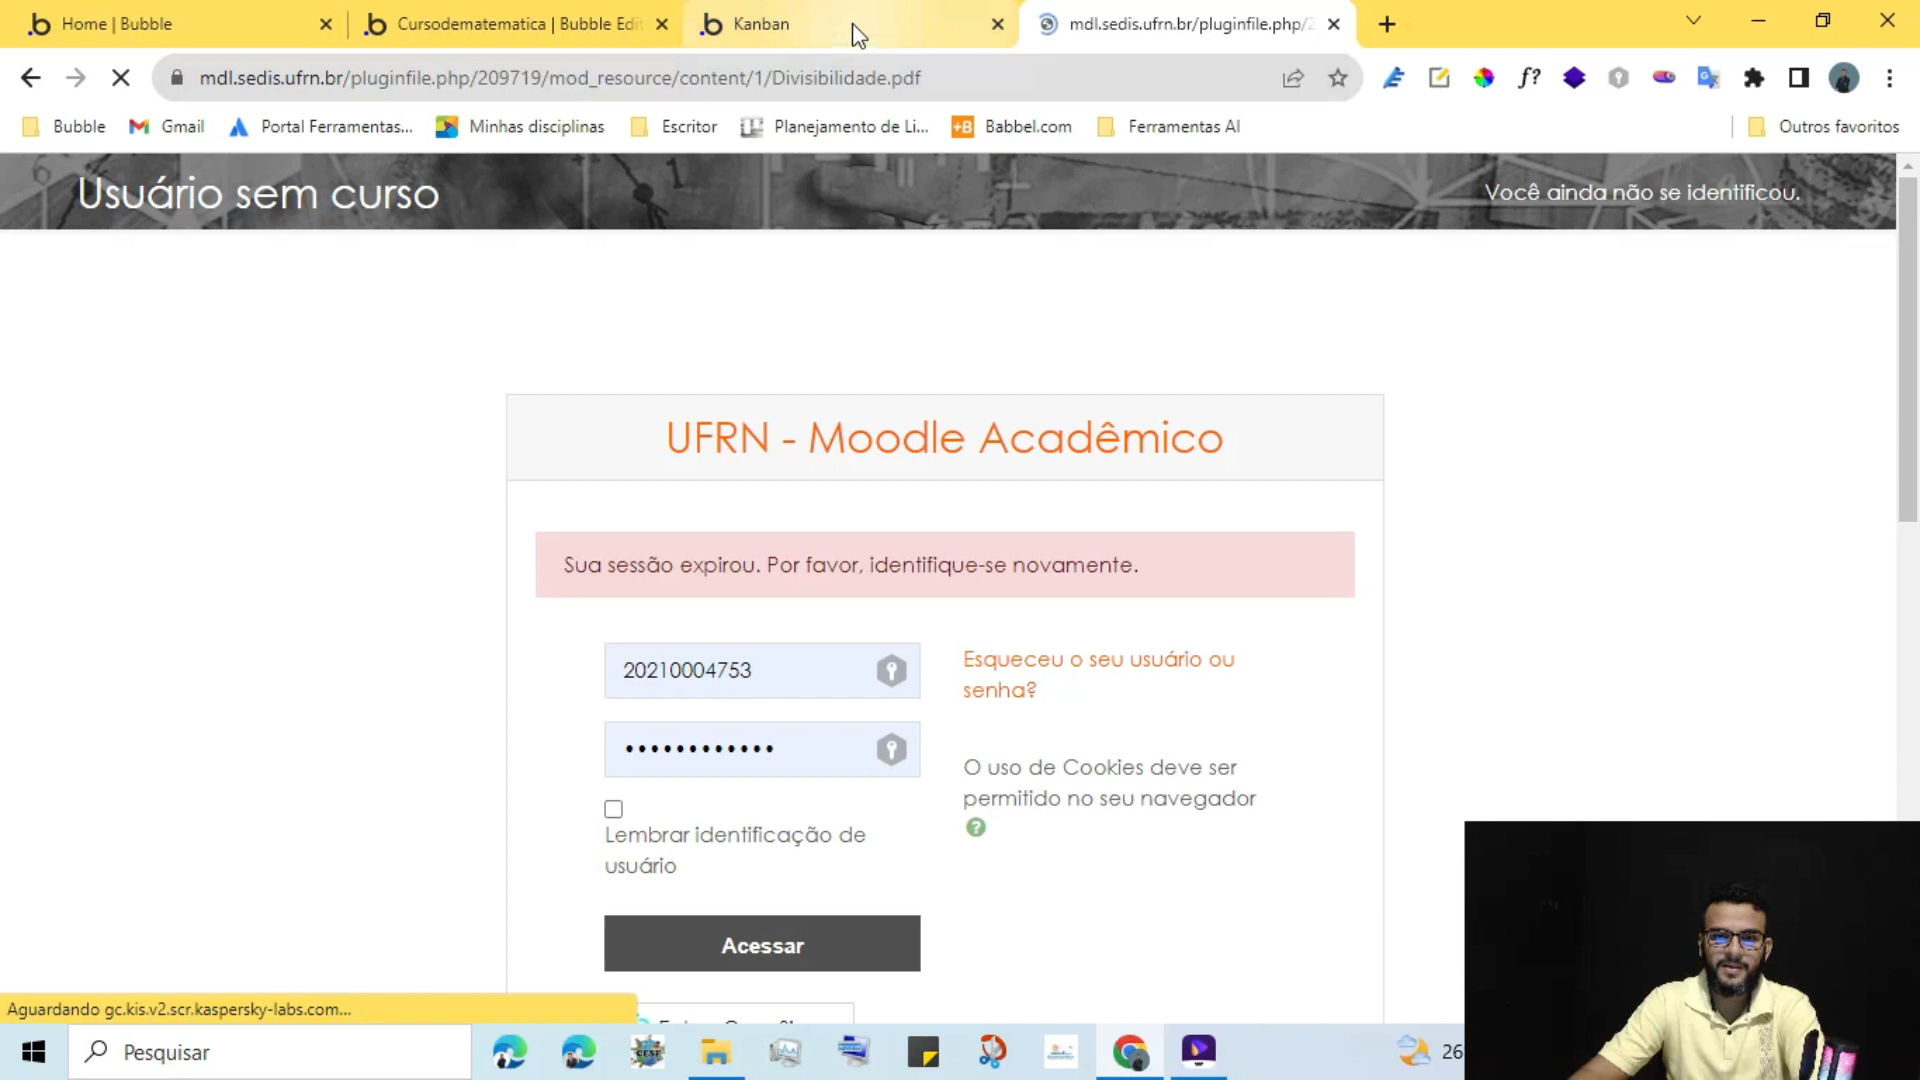 Home | Bubble
Cursodematematica | Bubble Edit
Kanban
mdl.sedis.ufrn.br/pluginfile.php/2
mdl.sedis.ufrn.br/pluginfile.php/209719/mod_resource/content/1/Divisibilidade.pdf
f?
Bubble
Gmail
Portal Ferramentas...
Minhas disciplinas
Escritor
Planejamento de Li...
+B Babbel.com
Ferramentas AI
Outros favoritos
Usuário sem curso
Você ainda não se identificou.
UFRN - Moodle Acadêmico
Sua sessão expirou. Por favor, identifique-se novamente.
20210004753
••••••••••••
Esqueceu o seu usuário ou
senha?
O uso de Cookies deve ser
permitido no seu navegador
?
Lembrar identificação de
usuário
Acessar
Aguardando gc.kis.v2.scr.kaspersky-labs.com...
Pesquisar
26